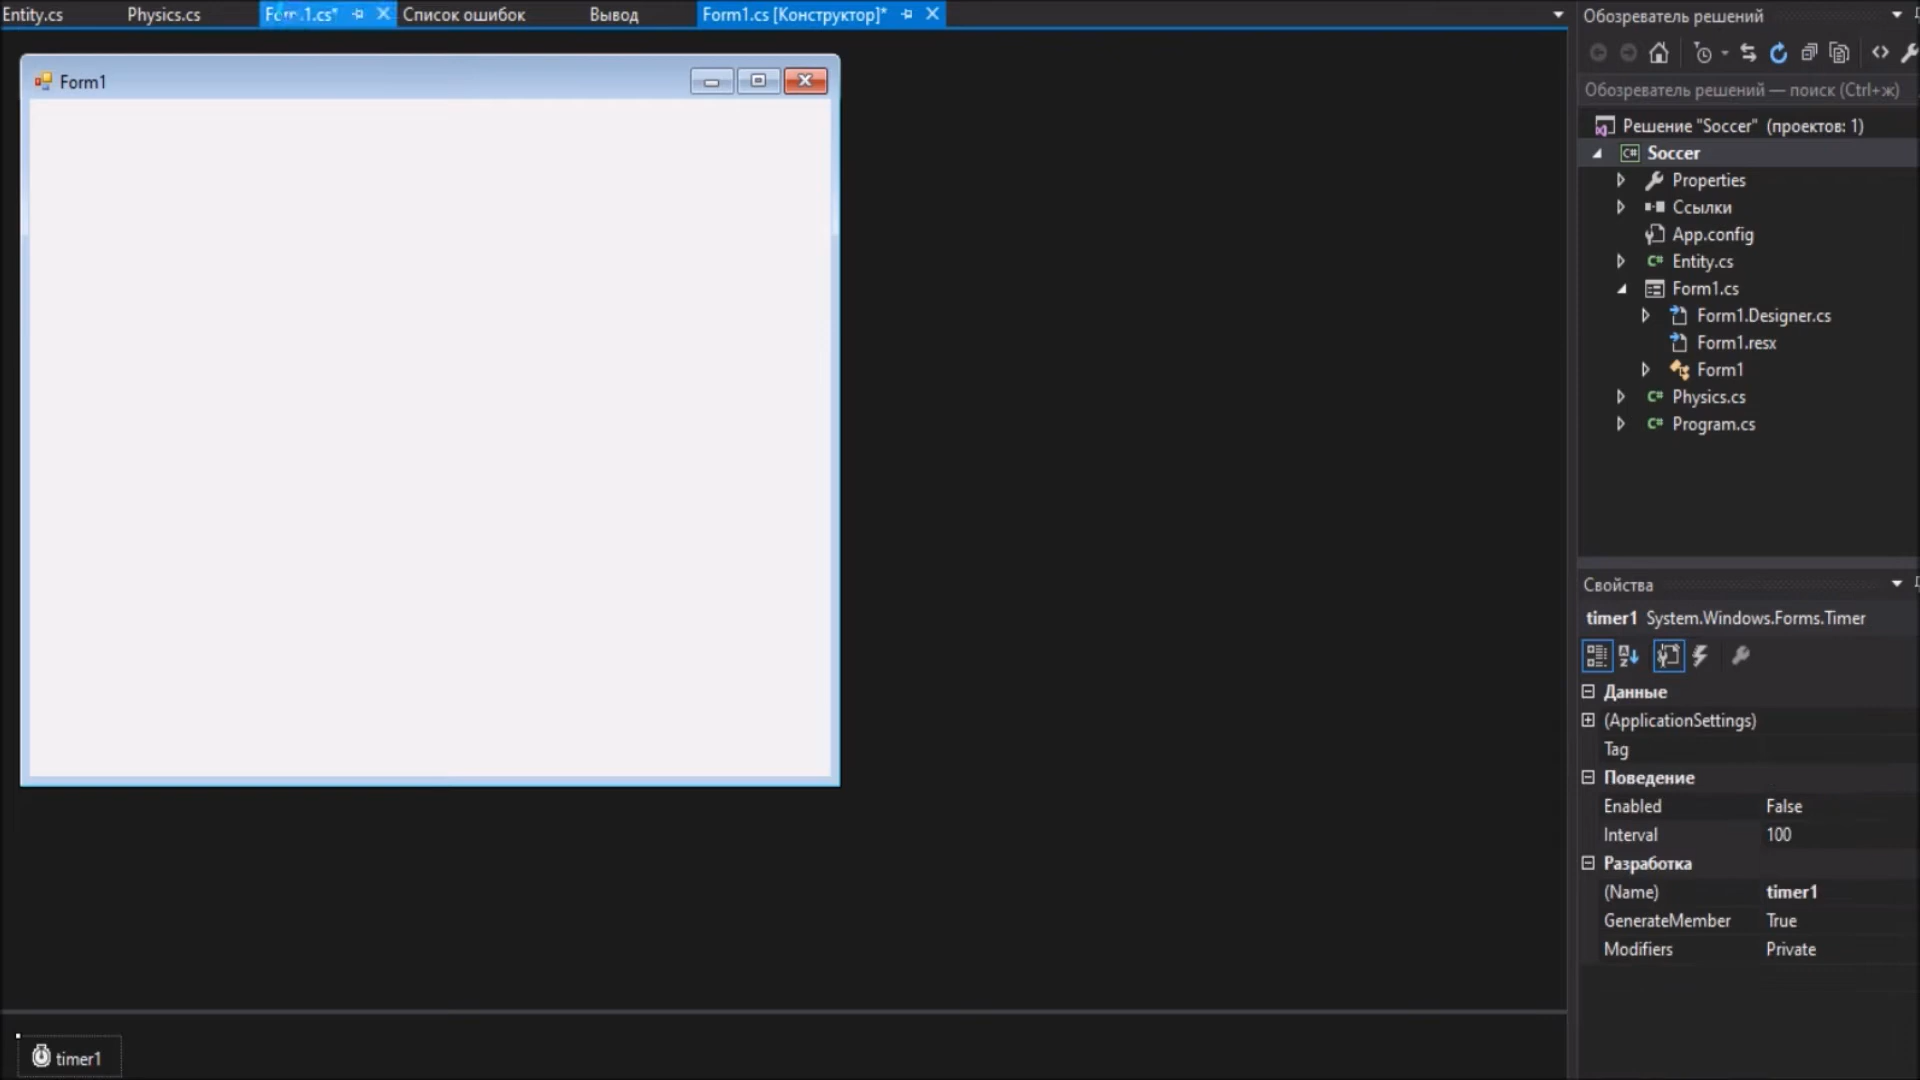 Entity.cs
Physics.cs
Form1.cs*
Список ошибок
Вывод
Form1.cs [Конструктор]*
Form1
timer1
Обозреватель решений
Обозреватель решений — поиск (Ctrl+ж)
Решение "Soccer" (проектов: 1)
C# Soccer
Properties
Ссылки
App.config
C# Entity.cs
Form1.cs
Form1.Designer.cs
Form1.resx
Form1
C# Physics.cs
C# Program.cs
Свойства
timer1 System.Windows.Forms.Timer
Данные
(ApplicationSettings)
Tag
Поведение
Enabled False
Interval 100
Разработка
(Name) timer1
GenerateMember True
Modifiers Private